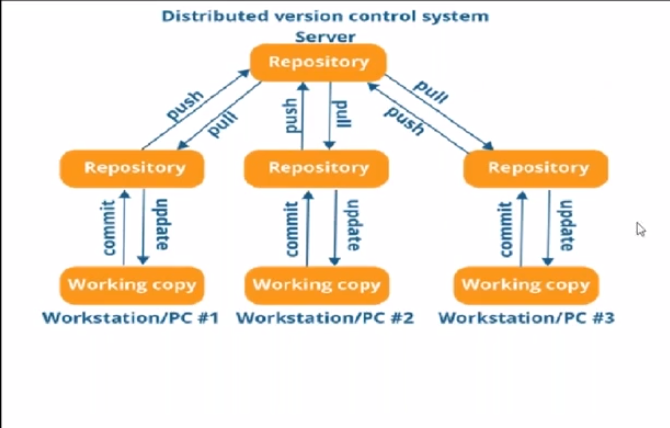 Distributed version control system
Server
Repository
push
pull
push
pull
pull
push
Repository
Repository
Repository
commit
update
commit
update
commit
update
Working copy
Working copy
Working copy
Workstation/PC #1
Workstation/PC #2
Workstation/PC #3